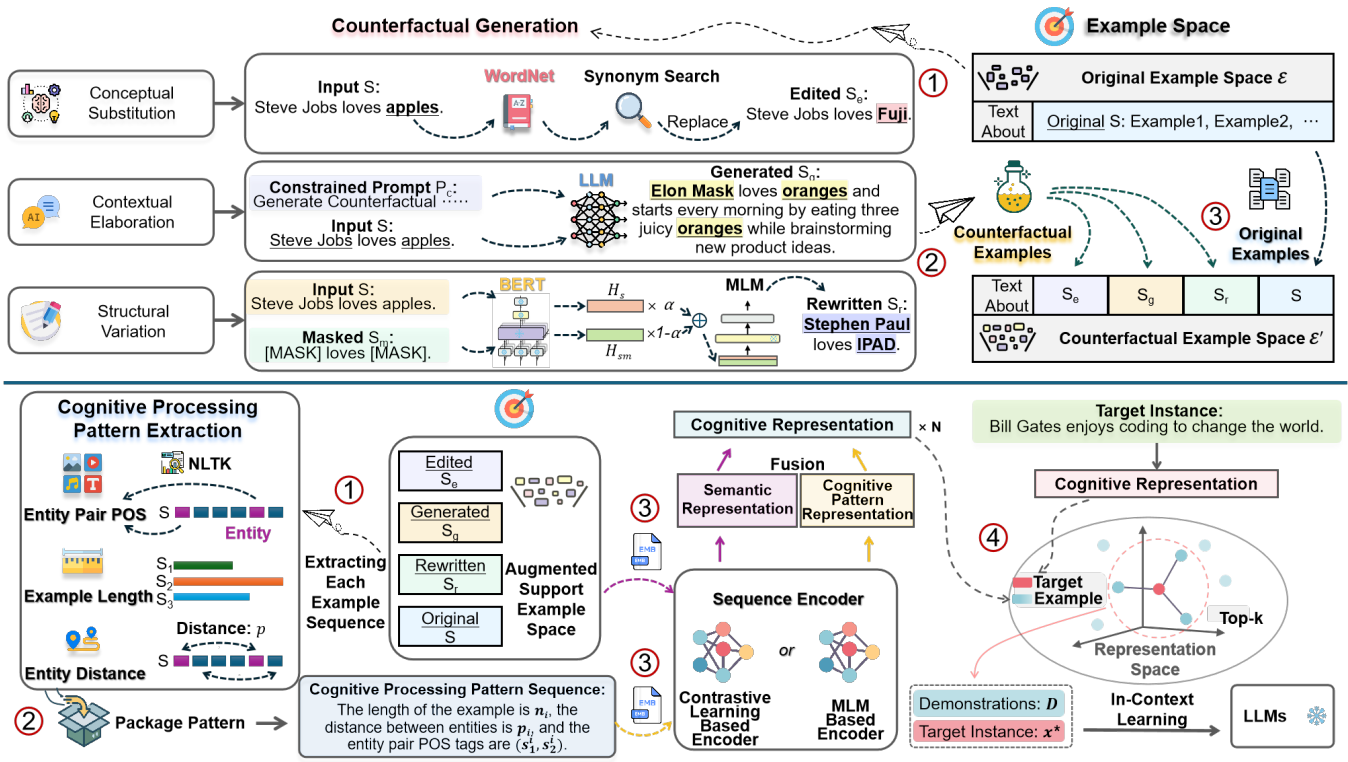 Counterfactual Generation
Example Space
Conceptual
Substitution
Input S:
Steve Jobs loves apples.
WordNet
A-Z
Synonym Search
Replace
Edited Se:
Steve Jobs loves Fuji.
1
Original Example Space ℰ
Text
About
Original S: Example1, Example2, ...
Contextual
Elaboration
AI
Constrained Prompt Pc:
Generate Counterfactual ·····
Input S:
Steve Jobs loves apples.
LLM
Generated Sg:
Elon Mask loves oranges and
starts every morning by eating three
juicy oranges while brainstorming
new product ideas.
2
Counterfactual
Examples
3
Original
Examples
Structural
Variation
Input S:
Steve Jobs loves apples.
Masked Sm:
[MASK] loves [MASK].
BERT
Hs × α
Hsm ×1-α
⊕
MLM
Rewritten Sr:
Stephen Paul
loves IPAD.
Text
About
Se
Sg
Sr
S
Counterfactual Example Space ℰ′
Cognitive Processing
Pattern Extraction
NLTK
Entity Pair POS
S
Entity
Example Length
S1
S2
S3
Distance: p
Entity Distance
S
2
Package Pattern
1
Extracting
Each
Example
Sequence
Edited
Se
Generated
Sg
Rewritten
Sr
Original
S
Augmented
Support
Example
Space
Cognitive Processing Pattern Sequence:
The length of the example is ni, the
distance between entities is pi, and the
entity pair POS tags are (s1i, s2i).
3
EMB
3
EMB
Cognitive Representation
× N
Fusion
Semantic
Representation
Cognitive
Pattern
Representation
Sequence Encoder
or
Contrastive
Learning
Based
Encoder
MLM
Based
Encoder
Target Instance:
Bill Gates enjoys coding to change the world.
Cognitive Representation
4
Target
Example
Top-k
Representation
Space
Demonstrations: D
Target Instance: x*
In-Context
Learning
LLMs